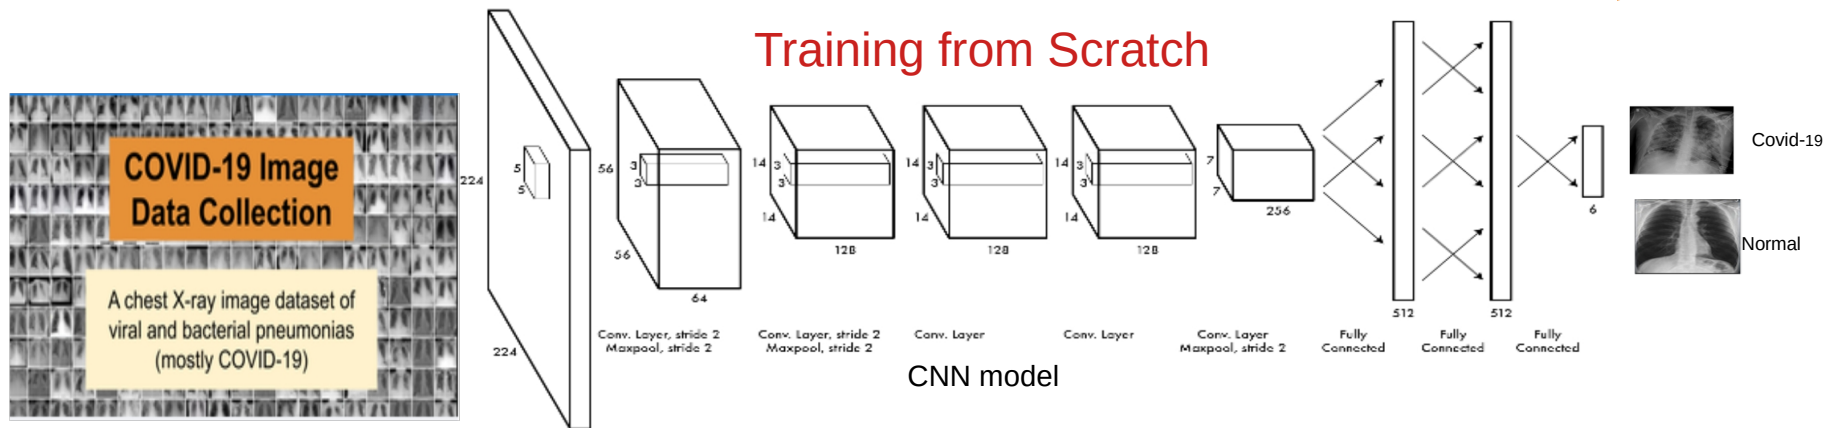 Training from Scratch
COVID-19 Image
Data Collection
A chest X-ray image dataset of
viral and bacterial pneumonias
(mostly COVID-19)
224
224
5
5
56
56
3
3
64
Conv. Layer, stride 2
Maxpool, stride 2
14
14
3
3
128
Conv. Layer, stride 2
Maxpool, stride 2
14
14
3
3
128
Conv. Layer
14
14
3
3
128
Conv. Layer
7
7
256
Conv. Layer
Maxpool, stride 2
512
Fully
Connected
512
Fully
Connected
6
Fully
Connected
CNN model
Covid-19
Normal